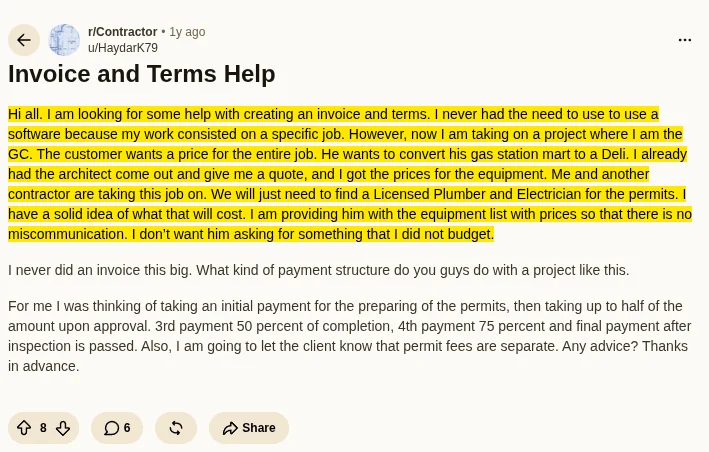 r/Contractor • 1y ago
u/HaydarK79
Invoice and Terms Help
Hi all. I am looking for some help with creating an invoice and terms. I never had the need to use to use a
software because my work consisted on a specific job. However, now I am taking on a project where I am the
GC. The customer wants a price for the entire job. He wants to convert his gas station mart to a Deli. I already
had the architect come out and give me a quote, and I got the prices for the equipment. Me and another
contractor are taking this job on. We will just need to find a Licensed Plumber and Electrician for the permits. I
have a solid idea of what that will cost. I am providing him with the equipment list with prices so that there is no
miscommunication. I don't want him asking for something that I did not budget.
I never did an invoice this big. What kind of payment structure do you guys do with a project like this.
For me I was thinking of taking an initial payment for the preparing of the permits, then taking up to half of the
amount upon approval. 3rd payment 50 percent of completion, 4th payment 75 percent and final payment after
inspection is passed. Also, I am going to let the client know that permit fees are separate. Any advice? Thanks
in advance.
8
6
Share